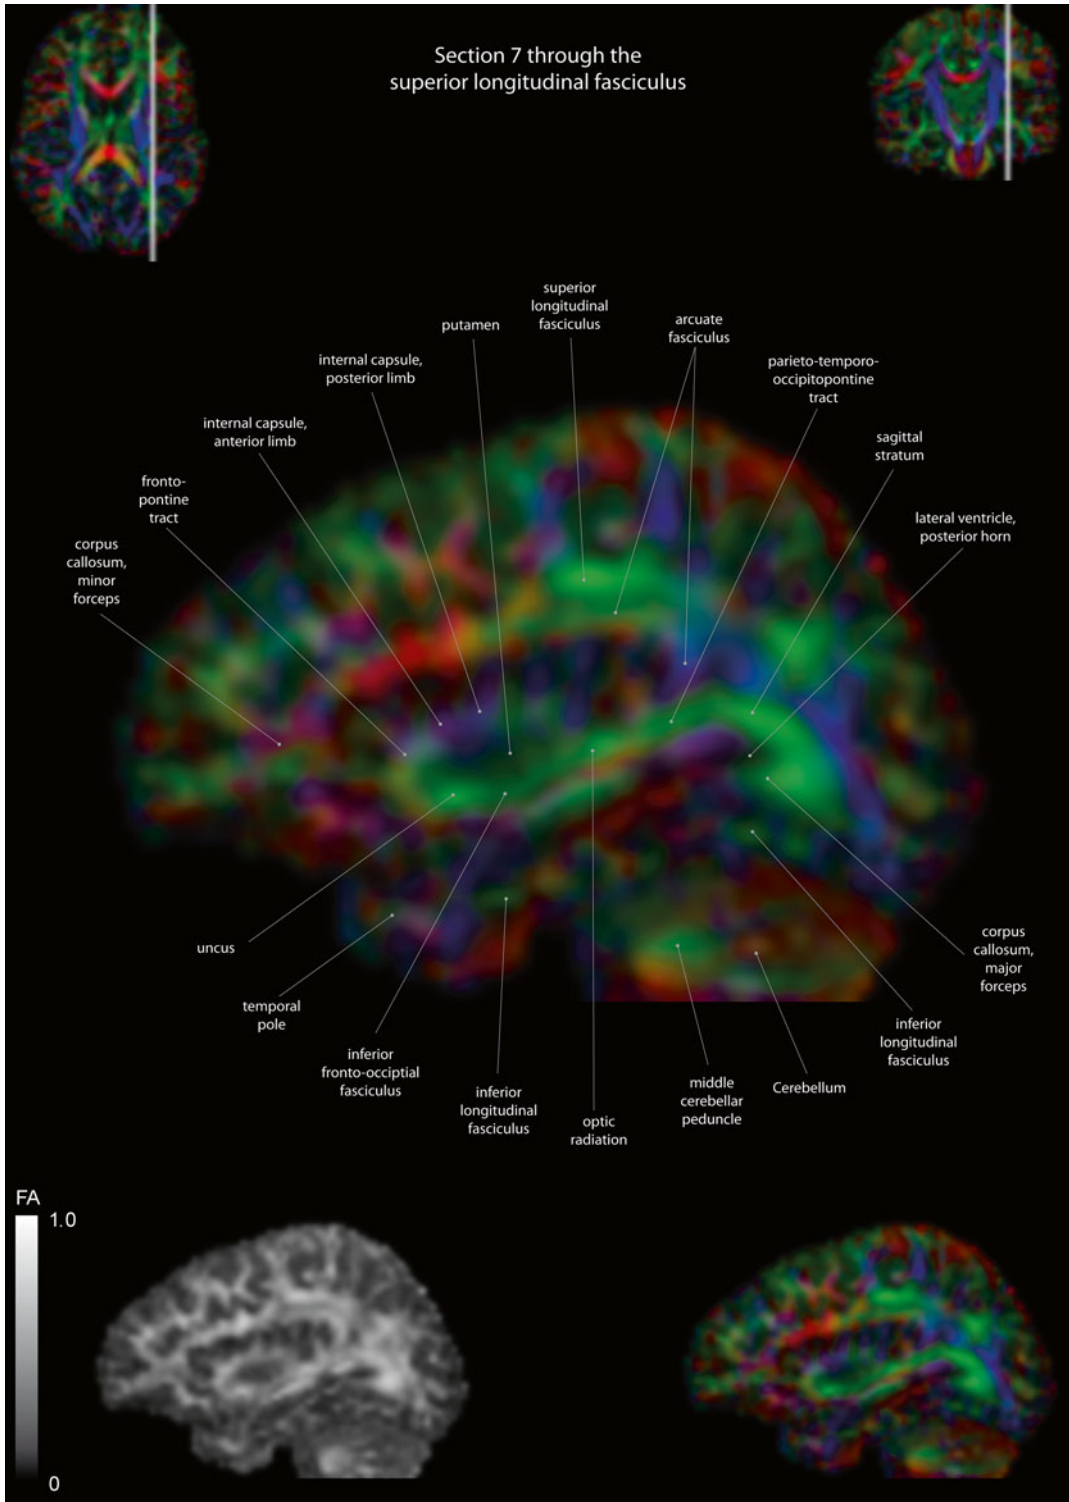 Section 7 through the
superior longitudinal fasciculus
superior
longitudinal
fasciculus
arcuate
fasciculus
putamen
internal capsule,
posterior limb
parieto-temporo-
occipitopontine
tract
internal capsule,
anterior limb
sagittal
stratum
fronto-
pontine
tract
lateral ventricle,
posterior horn
corpus
callosum,
minor
forceps
uncus
temporal
pole
inferior
fronto-occiptial
fasciculus
inferior
longitudinal
fasciculus
optic
radiation
middle
cerebellar
peduncle
Cerebellum
inferior
longitudinal
fasciculus
corpus
callosum,
major
forceps
FA
1.0
0